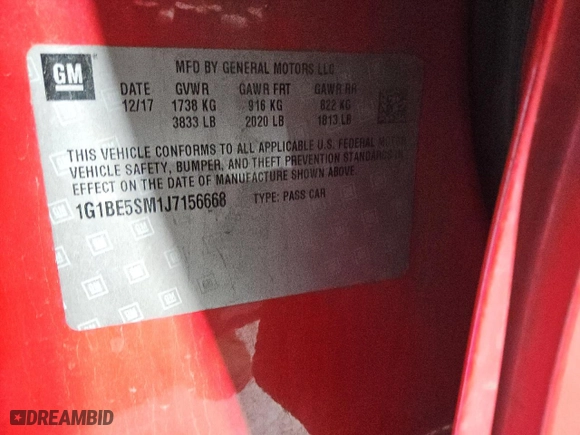 GM
MFD BY GENERAL MOTORS LLC
DATE GVWR GAWR FRT GAWR RR
12/17 1738 KG 916 KG 822 KG
3833 LB 2020 LB 1813 LB
THIS VEHICLE CONFORMS TO ALL APPLICABLE U.S. FEDERAL MOTOR
VEHICLE SAFETY, BUMPER, AND THEFT PREVENTION STANDARDS IN
EFFECT ON THE DATE OF MANUFACTURE SHOWN ABOVE.
1G1BE5SM1J7156668 TYPE: PASS CAR
DREAMBID